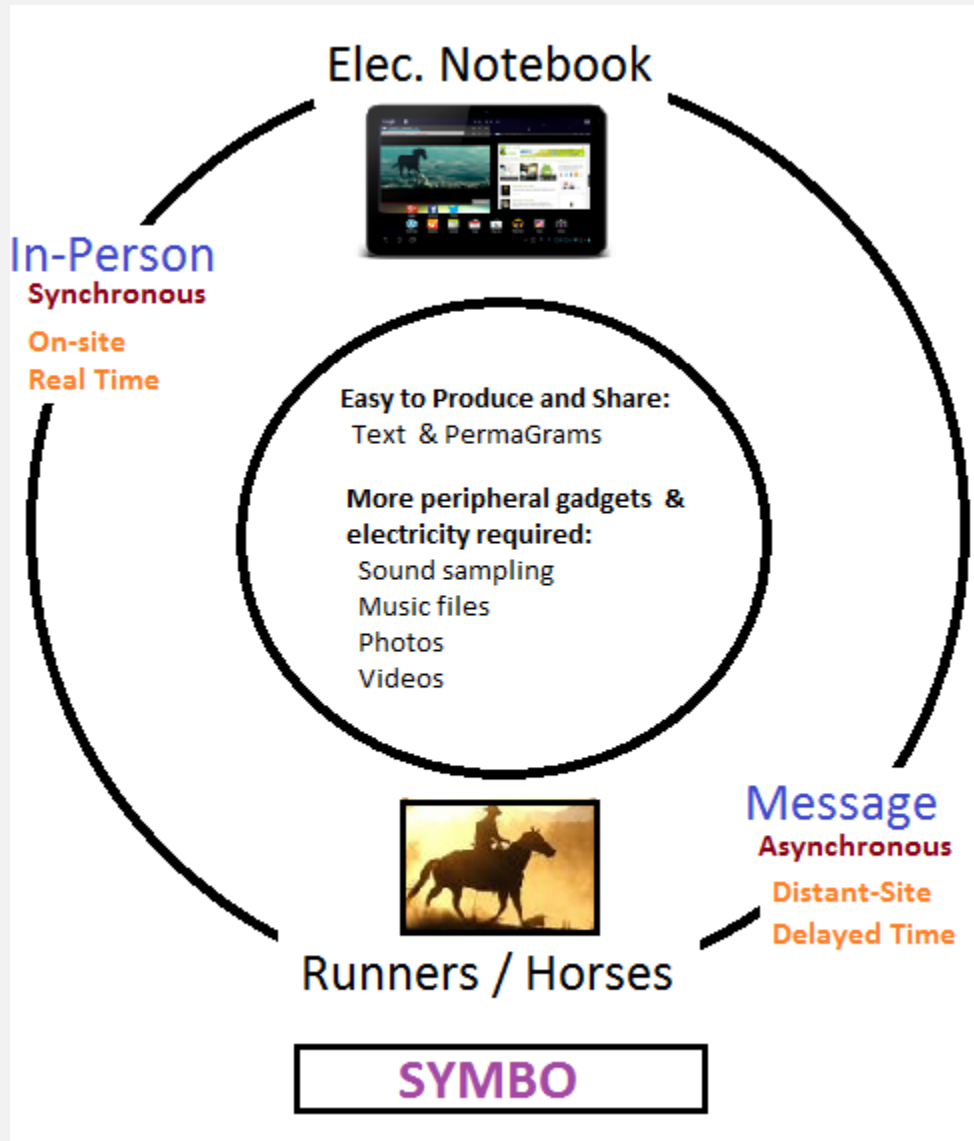 Elec. Notebook
In-Person
Synchronous
On-site
Real Time
Easy to Produce and Share:
Text & PermaGrams
More peripheral gadgets &
electricity required:
Sound sampling
Music files
Photos
Videos
Message
Asynchronous
Distant-Site
Delayed Time
Runners / Horses
SYMBO